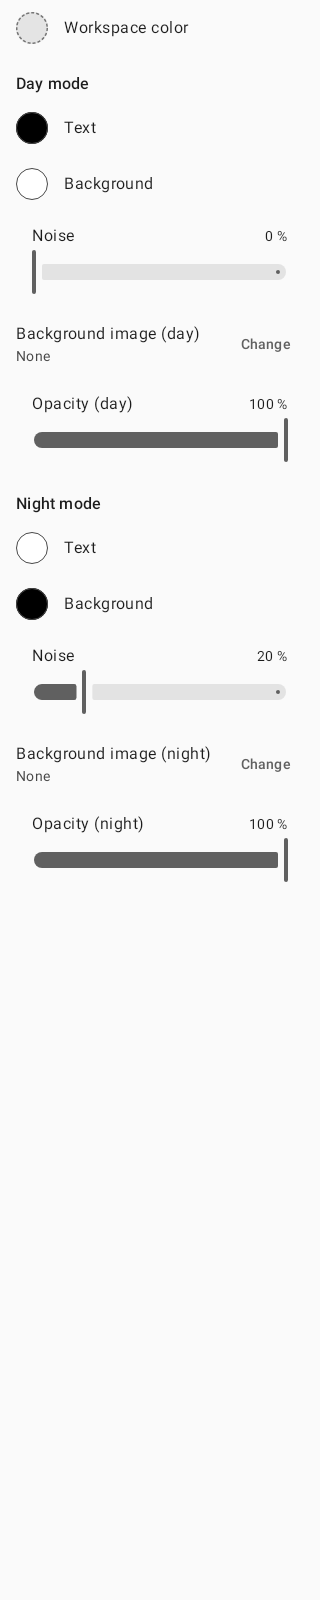 Workspace color
Day mode
Text
Background
Noise 0 %
Background image (day)
None
Change
Opacity (day) 100 %
Night mode
Text
Background
Noise 20 %
Background image (night)
None
Change
Opacity (night) 100 %